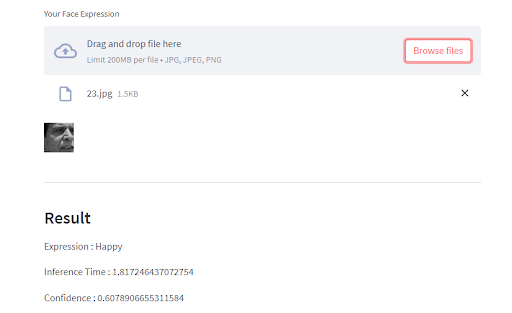 Your Face Expression
Drag and drop file here
Limit 200MB per file • JPG, JPEG, PNG
Browse files
23.jpg 1.5KB
Result
Expression : Happy
Inference Time : 1.817246437072754
Confidence : 0.6078906655311584